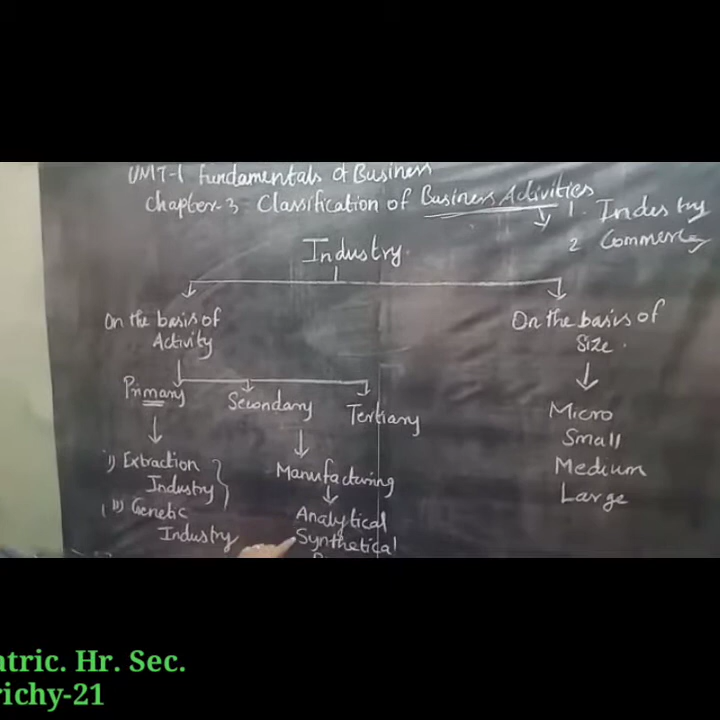 UNIT-1 Fundamentals of Business
Chapter-3 Classification of Business Activities
1. Industry
2 Commerce
Industry
On the basis of
Activity
On the basis of
Size.
Primary
Secondary
Tertiary
i) Extraction
Industry
ii) Genetic
Industry
Manufacturing
Analytical
Synthetical
Micro
Small
Medium
Large
atric. Hr. Sec.
richy-21